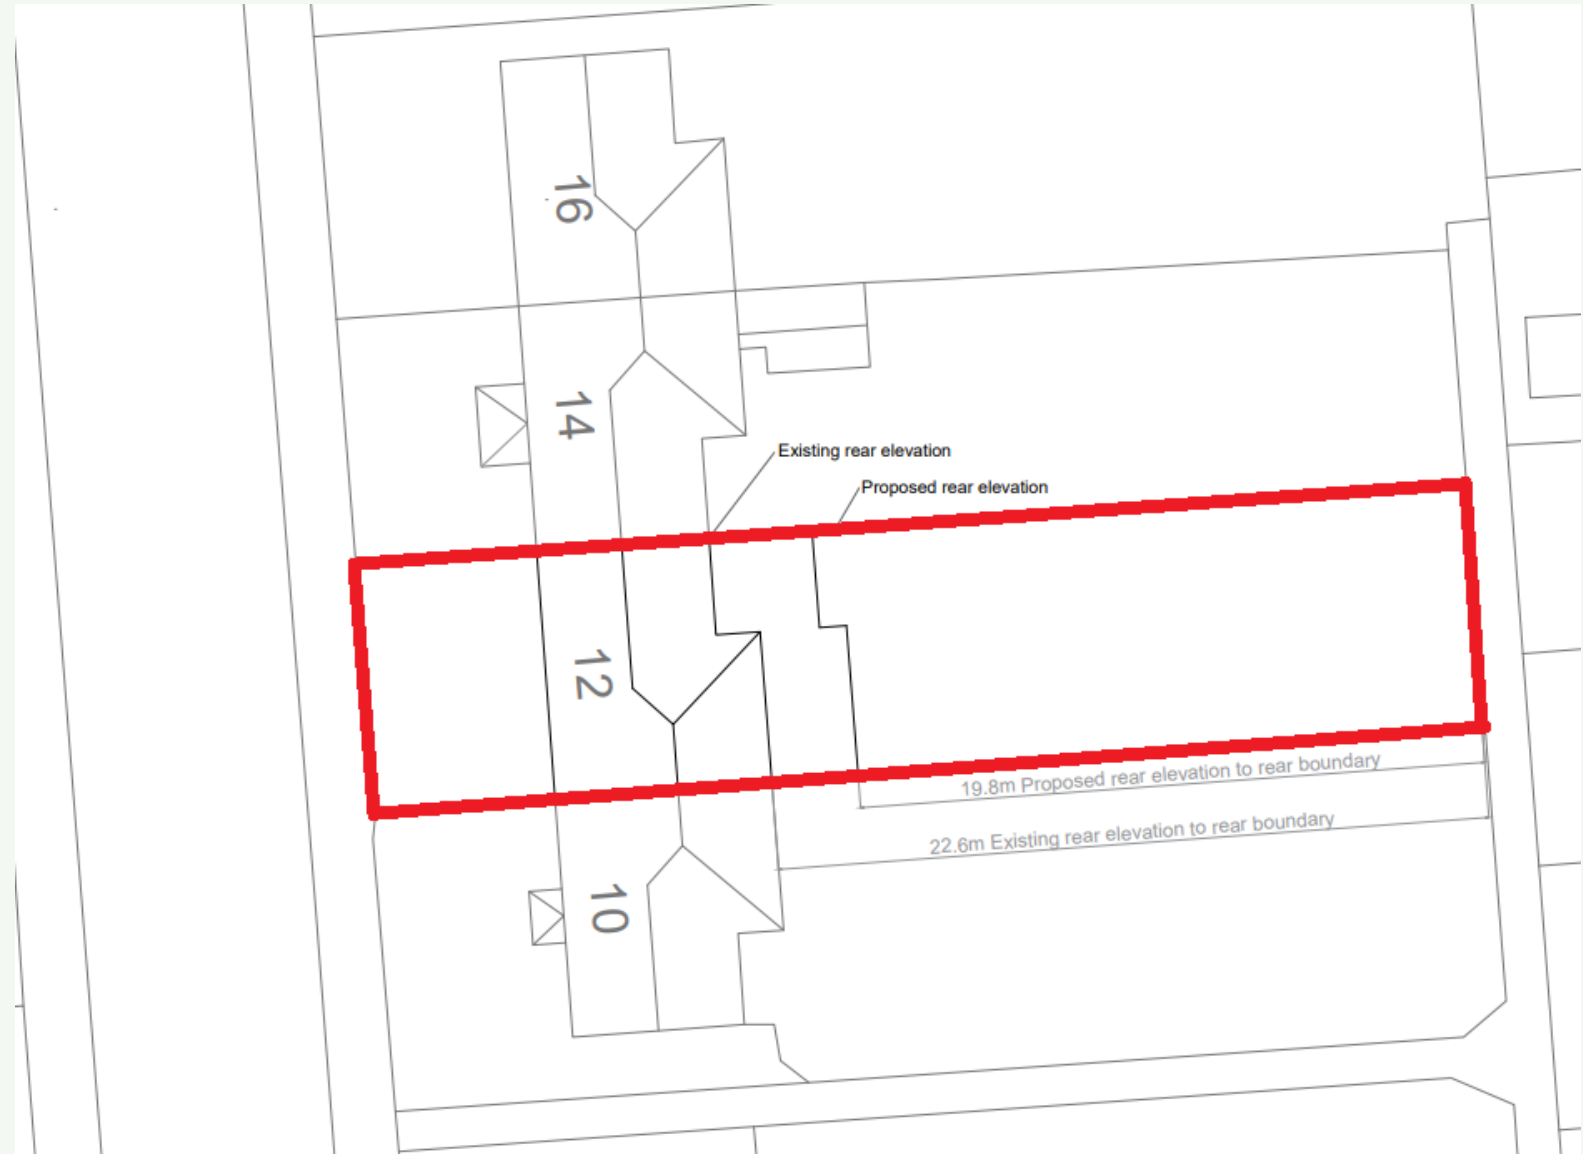 16
14
Existing rear elevation
Proposed rear elevation
12
19.8m Proposed rear elevation to rear boundary
22.6m Existing rear elevation to rear boundary
10